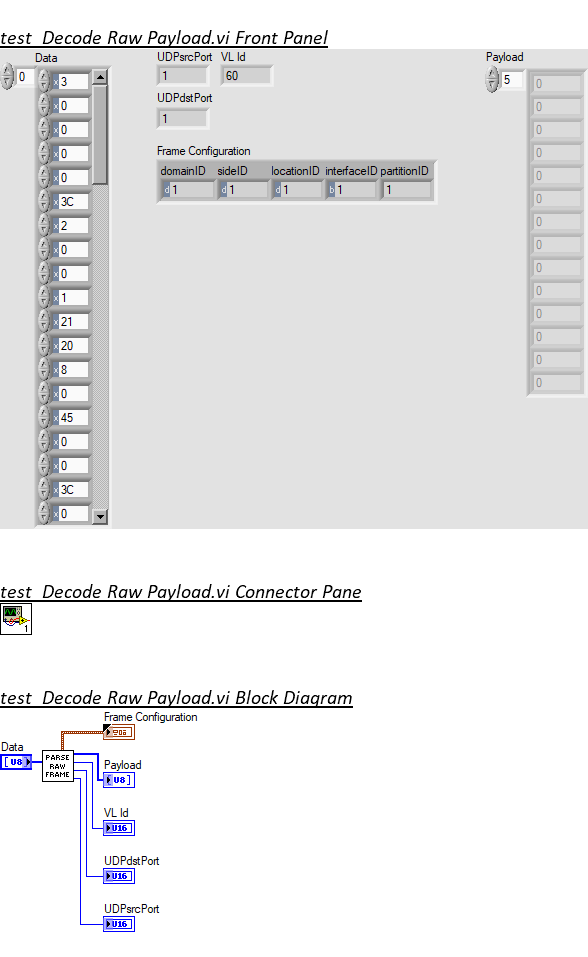 test_Decode Raw Payload.vi Front Panel
Data UDPsrcPort VL Id Payload
0 x 3 1 60 5 0
x 0 UDPdstPort 0
x 0 1 0
x 0 Frame Configuration 0
x 0 domainID sideID locationID interfaceID partitionID 0
x 3C d 1 d 1 d 1 b 1 1 0
x 2 0
x 0 0
x 0 0
x 1 0
x 21 0
x 20 0
x 8 0
x 0 0
x 45
x 0
x 0
x 3C
x 0
test_Decode Raw Payload.vi Connector Pane
1
test_Decode Raw Payload.vi Block Diagram
Frame Configuration
Data
[U8]
PARSE
RAW
FRAME
Payload
[U8]
VL Id
U16
UDPdstPort
U16
UDPsrcPort
U16